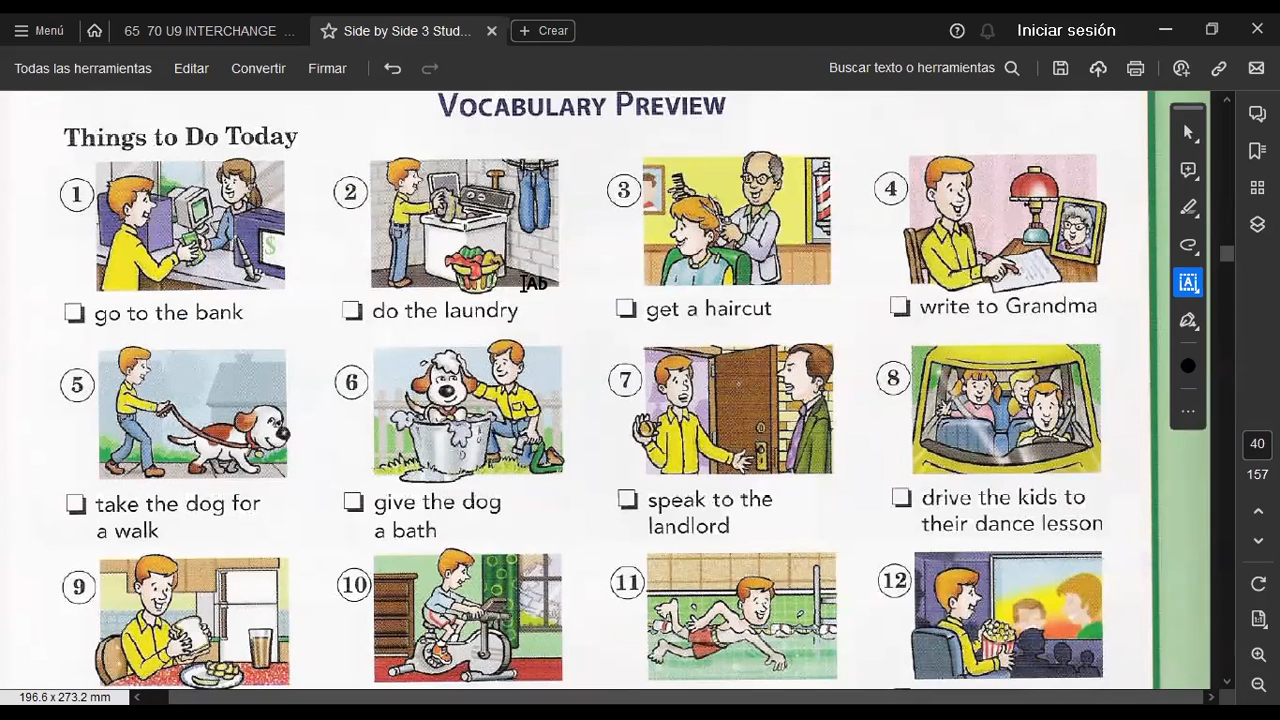 Menú
65 70 U9 INTERCHANGE ...
Side by Side 3 Stud...
Crear
Iniciar sesión
Todas las herramientas
Editar
Convertir
Firmar
Buscar texto o herramientas
VOCABULARY PREVIEW
Things to Do Today
1
2
3
4
$
Ab
go to the bank
do the laundry
get a haircut
write to Grandma
5
6
7
8
take the dog for
a walk
give the dog
a bath
speak to the
landlord
drive the kids to
their dance lesson
9
10
11
12
40
157
196.6 x 273.2 mm